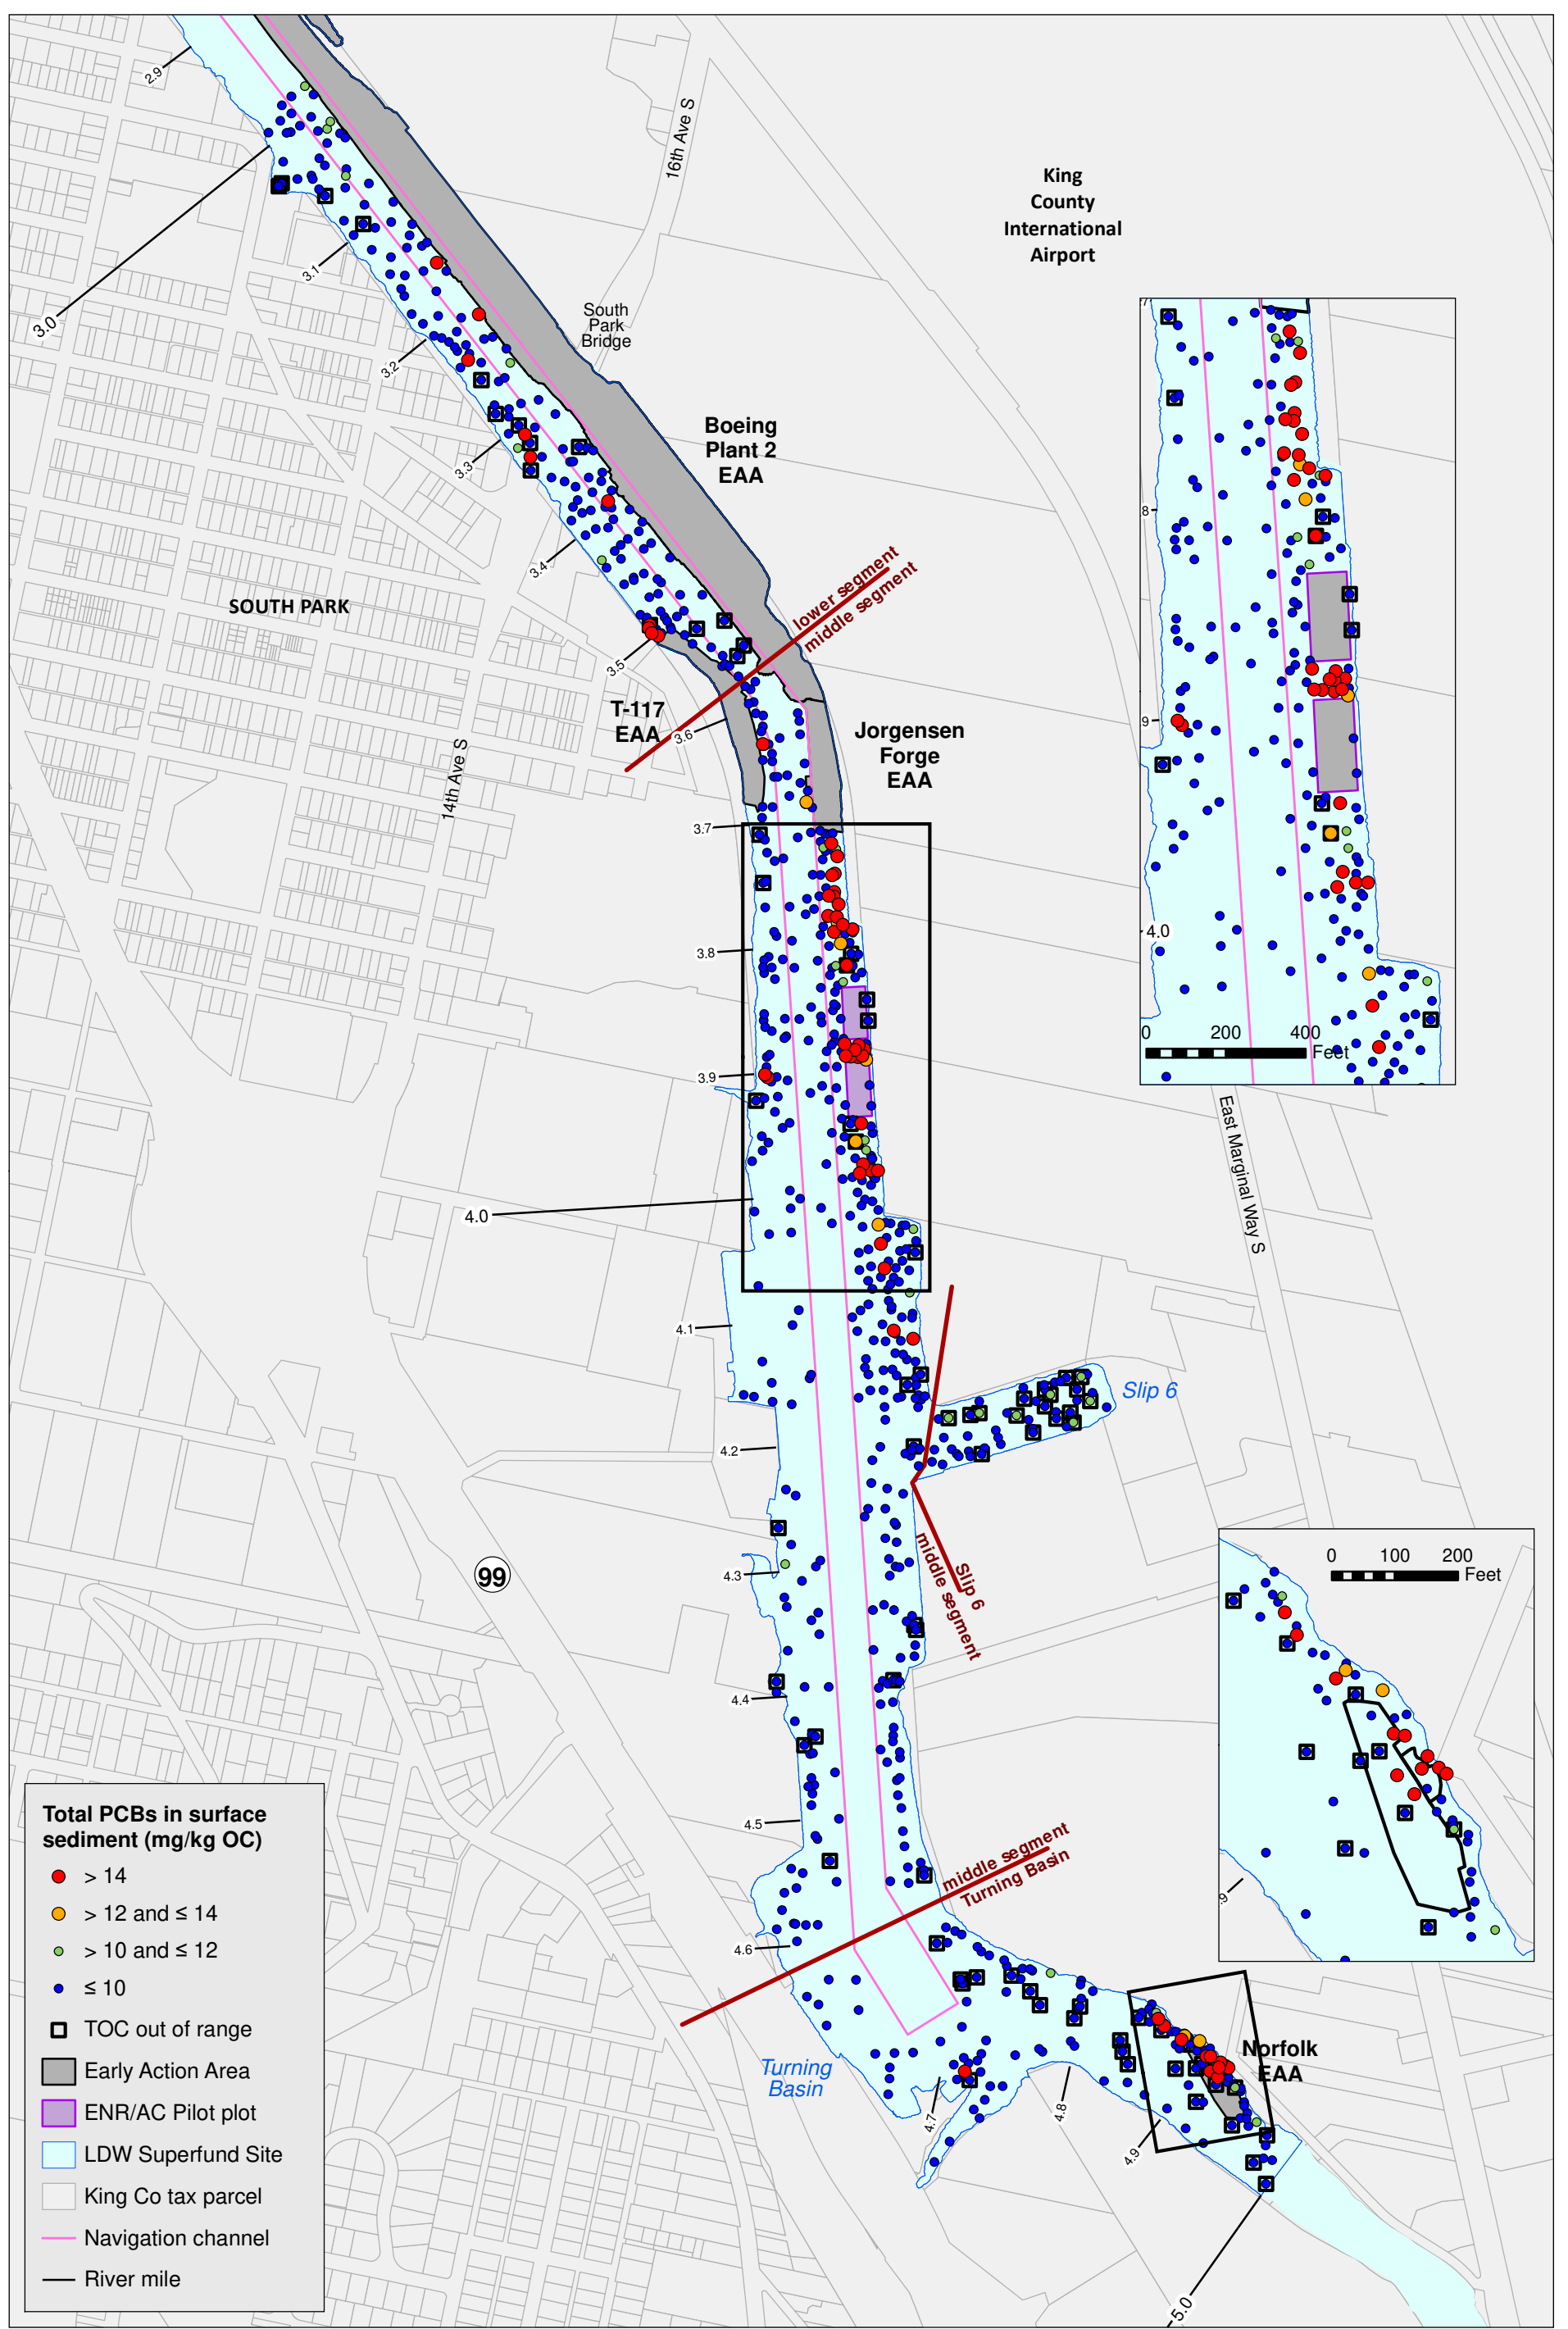 2.9
16th Ave S
King
County
International
Airport
3.0
3.1
South
Park
Bridge
3.2
Boeing
Plant 2
EAA
3.3
3.4
SOUTH PARK
lower segment
middle segment
3.5
T-117
EAA
3.6
Jorgensen
Forge
EAA
14th Ave S
3.7
3.8
3.9
4.0
7
8
9
4.0
0 200 400
Feet
East Marginal Way S
4.1
Slip 6
4.2
99
4.3
Slip 6
middle segment
4.4
4.5
middle segment
Turning Basin
4.6
0 100 200
Feet
.9
Turning
Basin
4.7
4.8
4.9
Norfolk
EAA
5.0
Total PCBs in surface
sediment (mg/kg OC)
> 14
> 12 and ≤ 14
> 10 and ≤ 12
≤ 10
TOC out of range
Early Action Area
ENR/AC Pilot plot
LDW Superfund Site
King Co tax parcel
Navigation channel
River mile